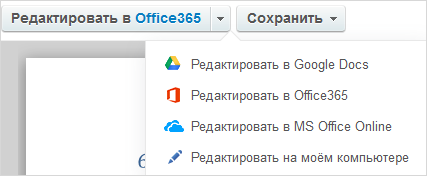 Редактировать в Office365
Сохранить
Редактировать в Google Docs
Редактировать в Office365
Редактировать в MS Office Online
Редактировать на моём компьютере